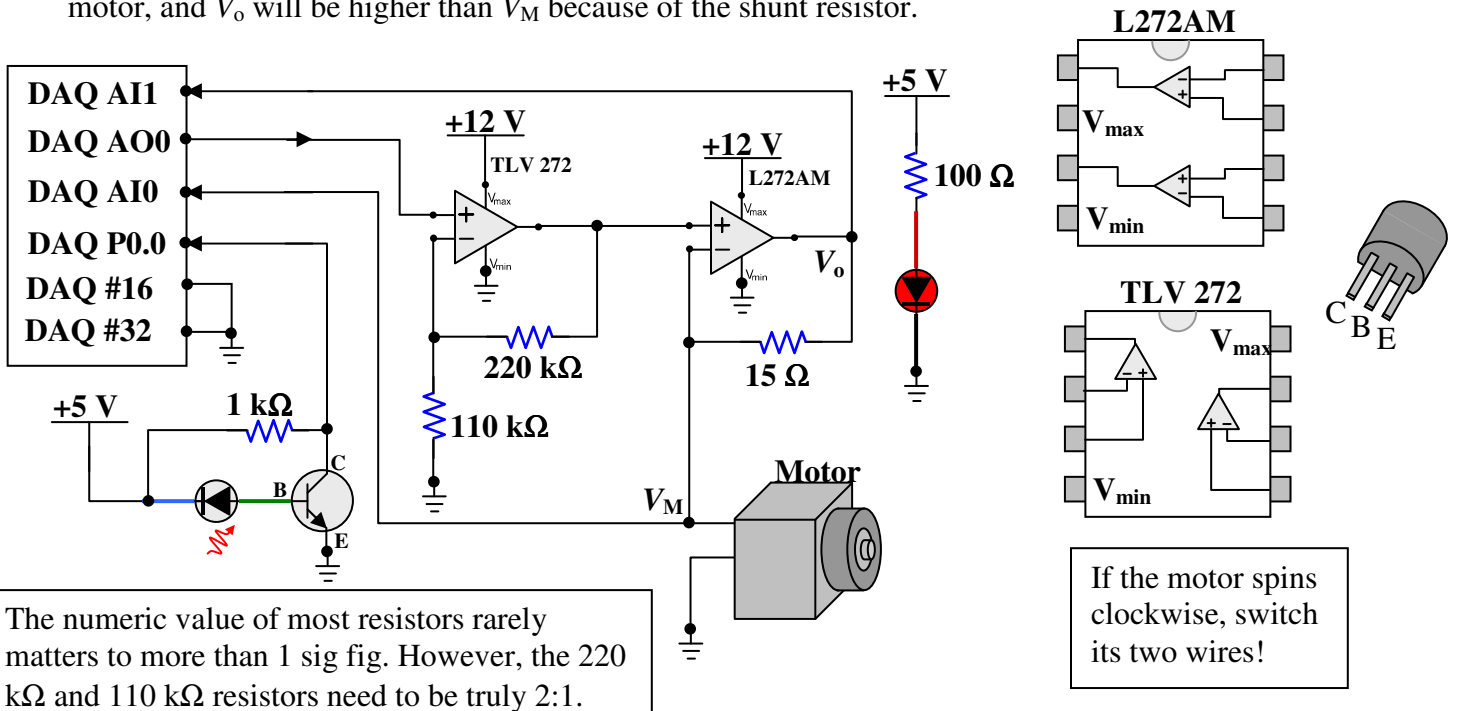 motor, and Vo will be higher than VM because of the shunt resistor.
L272AM
DAQ AI1
DAQ AO0
DAQ AI0
DAQ P0.0
DAQ #16
DAQ #32
+12 V
TLV 272
Vmax
Vmin
+
−
220 kΩ
110 kΩ
+12 V
L272AM
Vmax
Vmin
+
−
Vo
15 Ω
+5 V
100 Ω
Vmax
Vmin
−
+
+
−
C B E
TLV 272
Vmax
Vmin
− +
+ −
+5 V
1 kΩ
C
B
E
VM
Motor
If the motor spins
clockwise, switch
its two wires!
The numeric value of most resistors rarely
matters to more than 1 sig fig. However, the 220
kΩ and 110 kΩ resistors need to be truly 2:1.